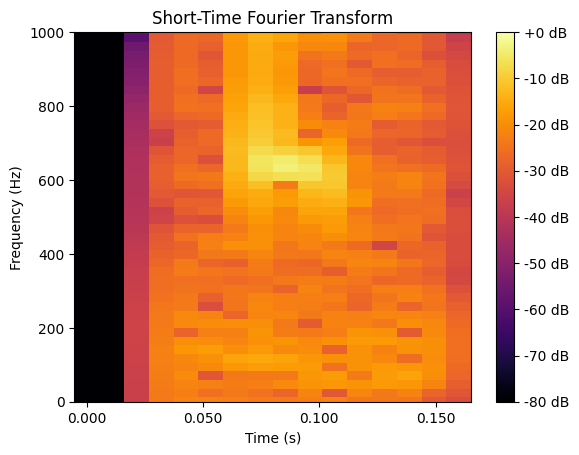 Short-Time Fourier Transform
1000
800
600
400
200
0
Frequency (Hz)
0.000
0.050
0.100
0.150
Time (s)
+0 dB
-10 dB
-20 dB
-30 dB
-40 dB
-50 dB
-60 dB
-70 dB
-80 dB